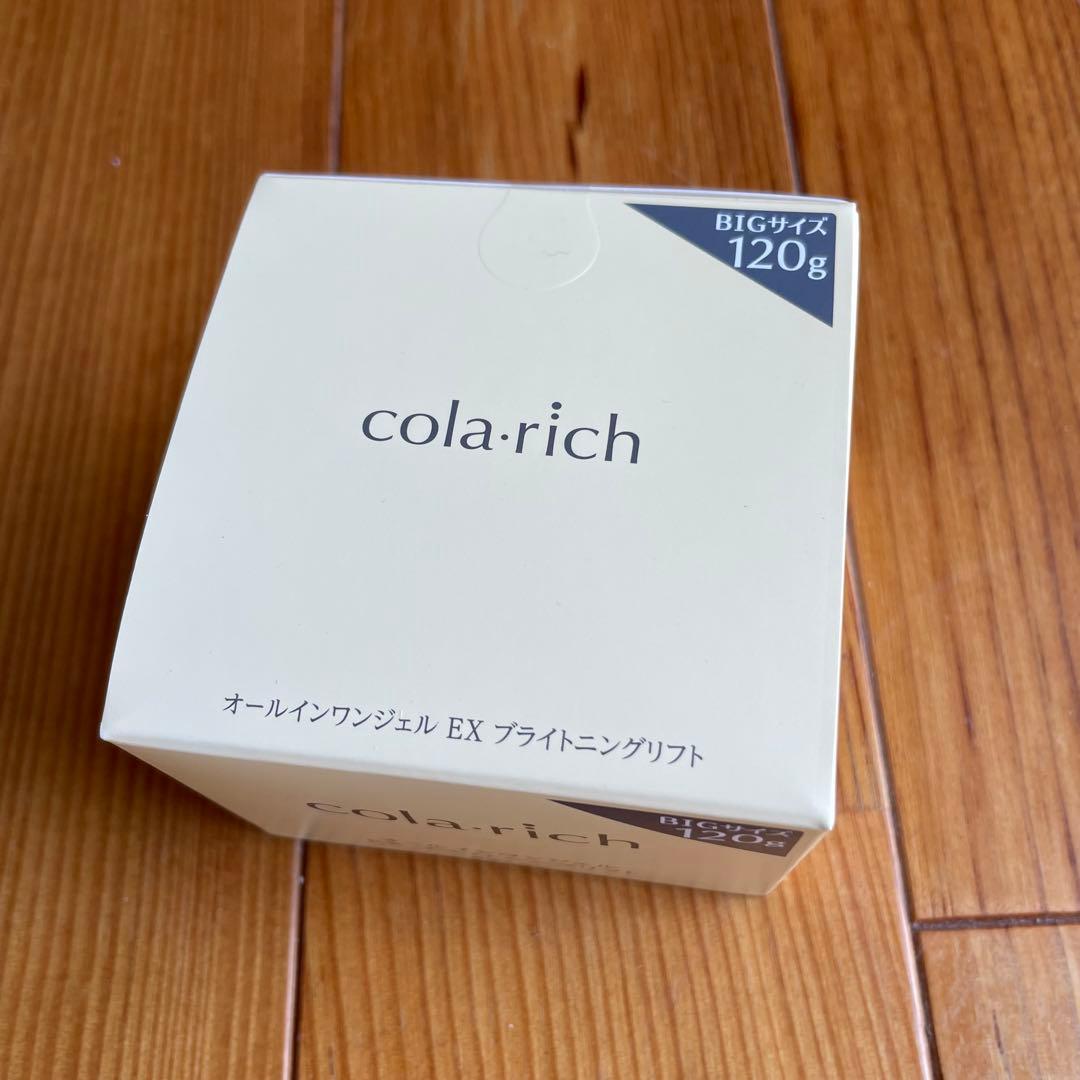 BIGサイズ
120g
cola·rich
オールインワンジェル EX ブライトニングリフト
cola·rich
BIGサイズ
120g